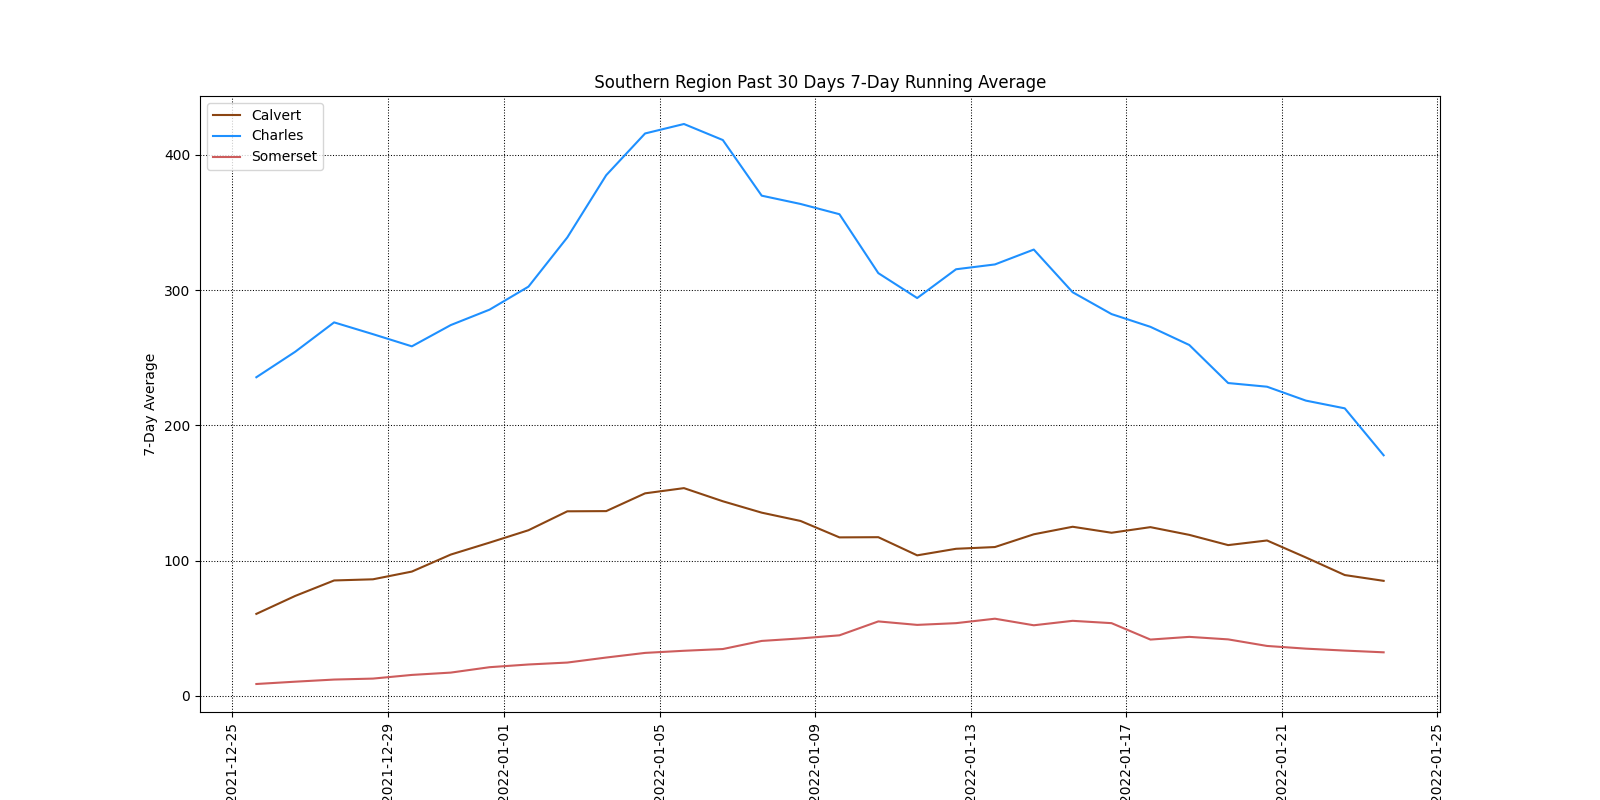 Southern Region Past 30 Days 7-Day Running Average
Calvert
Charles
Somerset
7-Day Average
400
300
200
100
0
2021-12-25
2021-12-29
2022-01-01
2022-01-05
2022-01-09
2022-01-13
2022-01-17
2022-01-21
2022-01-25